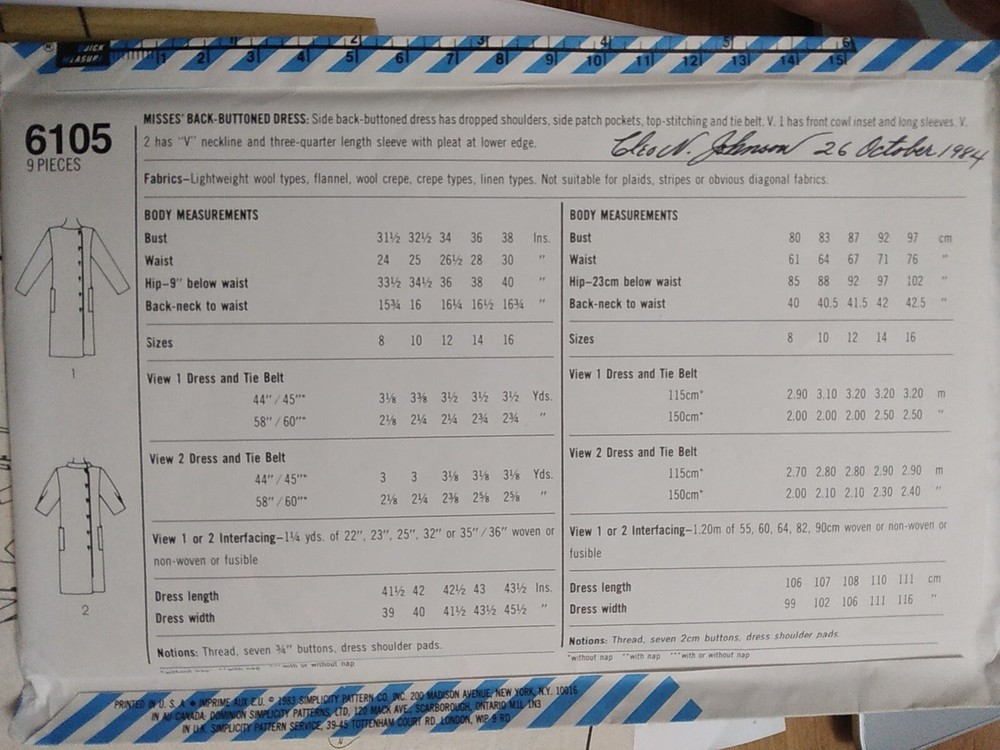 1 2 3 4 5 6
1 2 3 4 5 6 7 8 9 10 11 12 13 14 15
6105
9 PIECES
MISSES' BACK-BUTTONED DRESS: Side back-buttoned dress has dropped shoulders, side patch pockets, top-stitching and tie belt. V. 1 has front cowl inset and long sleeves. V.
2 has "V" neckline and three-quarter length sleeve with pleat at lower edge.
Cleo N. Johnson 26 October 1984
Fabrics—Lightweight wool types, flannel, wool crepe, crepe types, linen types. Not suitable for plaids, stripes or obvious diagonal fabrics.
BODY MEASUREMENTS
Bust 31½ 32½ 34 36 38 Ins.
Waist 24 25 26½ 28 30 "
Hip—9" below waist 33½ 34½ 36 38 40 "
Back-neck to waist 15¾ 16 16¼ 16½ 16¾ "
Sizes 8 10 12 14 16
View 1 Dress and Tie Belt
44"/45"* 3⅛ 3⅜ 3½ 3½ 3½ Yds.
58"/60"* 2⅛ 2¼ 2¼ 2¾ 2¾ "
View 2 Dress and Tie Belt
44"/45"* 3 3 3⅛ 3⅛ 3⅛ Yds.
58"/60"* 2⅛ 2¼ 2⅜ 2⅝ 2⅝ "
View 1 or 2 Interfacing—1¼ yds. of 22", 23", 25", 32" or 35"/36" woven or
non-woven or fusible
Dress length 41½ 42 42½ 43 43½ Ins.
Dress width 39 40 41½ 43½ 45½ "
Notions: Thread, seven ¾" buttons, dress shoulder pads.
*without nap **with nap ***with or without nap
BODY MEASUREMENTS
Bust 80 83 87 92 97 cm
Waist 61 64 67 71 76 "
Hip—23cm below waist 85 88 92 97 102 "
Back-neck to waist 40 40.5 41.5 42 42.5 "
Sizes 8 10 12 14 16
View 1 Dress and Tie Belt
115cm* 2.90 3.10 3.20 3.20 3.20 m
150cm* 2.00 2.00 2.00 2.50 2.50 "
View 2 Dress and Tie Belt
115cm* 2.70 2.80 2.80 2.90 2.90 m
150cm* 2.00 2.10 2.10 2.30 2.40 "
View 1 or 2 Interfacing—1.20m of 55, 60, 64, 82, 90cm woven or non-woven or
fusible
Dress length 106 107 108 110 111 cm
Dress width 99 102 106 111 116 "
Notions: Thread, seven 2cm buttons, dress shoulder pads.
*without nap **with nap ***with or without nap
1
2
PRINTED IN U. S. A. • IMPRIME AUX E.U. © 1983 SIMPLICITY PATTERN CO. INC. 200 MADISON AVENUE, NEW YORK, N.Y. 10016
IN CANADA: DOMINION SIMPLICITY PATTERNS, LTD, 120 MACK AVE., SCARBOROUGH, ONTARIO M1L 1N3
IN U.K. SIMPLICITY PATTERN SERVICE, 39-45 TOTTENHAM COURT RD, LONDON, WIP 9 RD